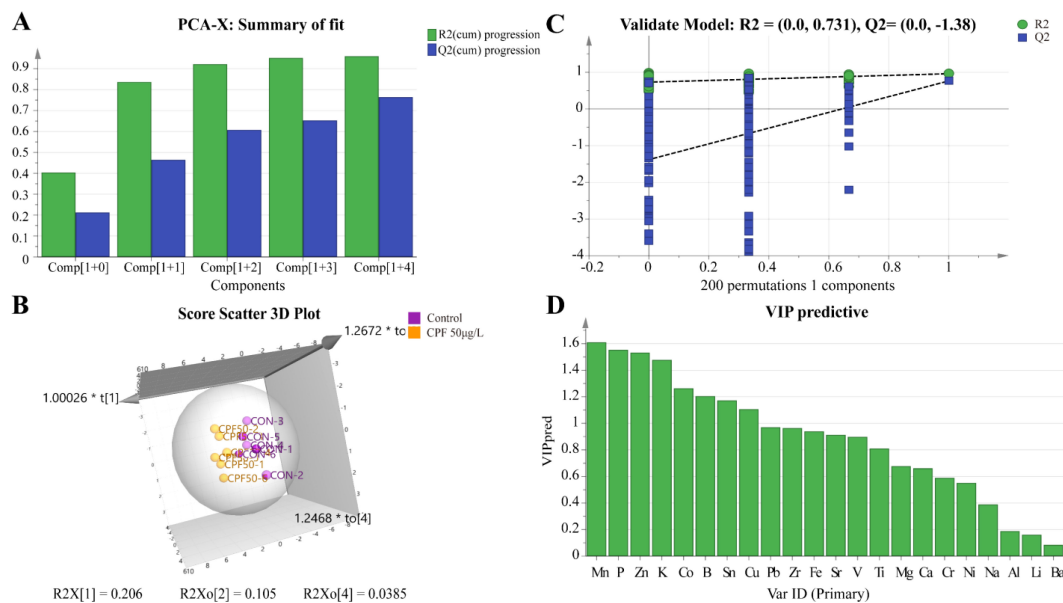 A
PCA-X: Summary of fit
R2(cum) progression
Q2(cum) progression
0.9
0.8
0.7
0.6
0.5
0.4
0.3
0.2
0.1
0
Comp[1+0]
Comp[1+1]
Comp[1+2]
Comp[1+3]
Comp[1+4]
Components
C
Validate Model: R2 = (0.0, 0.731), Q2= (0.0, -1.38)
R2
Q2
2
1
0
-1
-2
-3
-4
-0.2
0
0.2
0.4
0.6
0.8
1
200 permutations 1 components
B
Score Scatter 3D Plot
Control
CPF 50μg/L
1.2672 * to
1.00026 * t[1]
1.2468 * to[4]
CON-3
CPF50-2
CON-5
CON-1
CON-6
CPF50-1
CON-2
R2X[1] = 0.206
R2Xo[2] = 0.105
R2Xo[4] = 0.0385
D
VIP predictive
VIPpred
1.6
1.4
1.2
1
0.8
0.6
0.4
0.2
0
Mn P Zn K Co B Sn Cu Pb Zr Fe Sr V Ti Mg Ca Cr Ni Na Al Li Ba
Var ID (Primary)